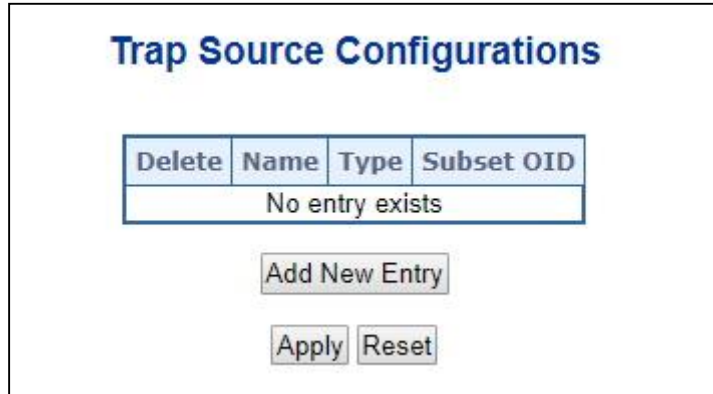 Trap Source Configurations
Delete Name Type Subset OID
No entry exists
Add New Entry
Apply Reset